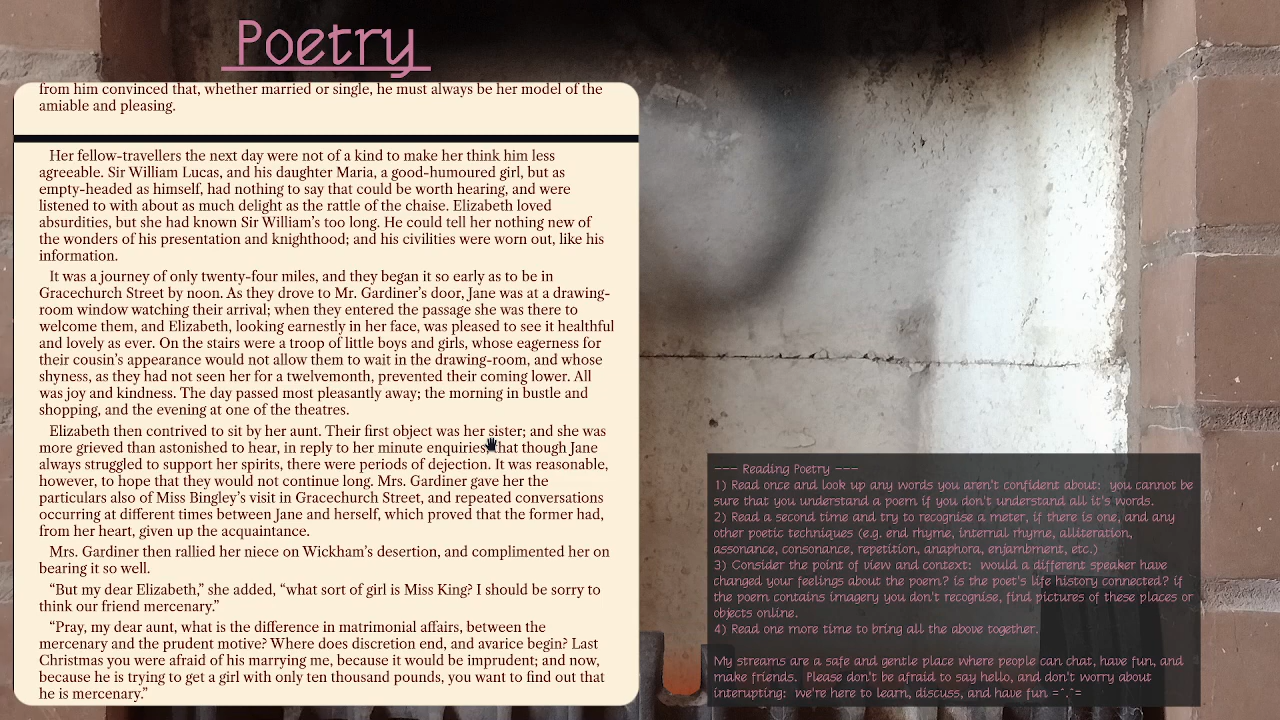 Poetry
from him convinced that, whether married or single, he must always be her model of the
amiable and pleasing.
Her fellow-travellers the next day were not of a kind to make her think him less
agreeable. Sir William Lucas, and his daughter Maria, a good-humoured girl, but as
empty-headed as himself, had nothing to say that could be worth hearing, and were
listened to with about as much delight as the rattle of the chaise. Elizabeth loved
absurdities, but she had known Sir William's too long. He could tell her nothing new of
the wonders of his presentation and knighthood; and his civilities were worn out, like his
information.
It was a journey of only twenty-four miles, and they began it so early as to be in
Gracechurch Street by noon. As they drove to Mr. Gardiner's door, Jane was at a drawing-
room window watching their arrival; when they entered the passage she was there to
welcome them, and Elizabeth, looking earnestly in her face, was pleased to see it healthful
and lovely as ever. On the stairs were a troop of little boys and girls, whose eagerness for
their cousin's appearance would not allow them to wait in the drawing-room, and whose
shyness, as they had not seen her for a twelvemonth, prevented their coming lower. All
was joy and kindness. The day passed most pleasantly away; the morning in bustle and
shopping, and the evening at one of the theatres.
Elizabeth then contrived to sit by her aunt. Their first object was her sister; and she was
more grieved than astonished to hear, in reply to her minute enquiries, that though Jane
always struggled to support her spirits, there were periods of dejection. It was reasonable,
however, to hope that they would not continue long. Mrs. Gardiner gave her the
particulars also of Miss Bingley's visit in Gracechurch Street, and repeated conversations
occurring at different times between Jane and herself, which proved that the former had,
from her heart, given up the acquaintance.
Mrs. Gardiner then rallied her niece on Wickham's desertion, and complimented her on
bearing it so well.
“But my dear Elizabeth,” she added, “what sort of girl is Miss King? I should be sorry to
think our friend mercenary.”
“Pray, my dear aunt, what is the difference in matrimonial affairs, between the
mercenary and the prudent motive? Where does discretion end, and avarice begin? Last
Christmas you were afraid of his marrying me, because it would be imprudent; and now,
because he is trying to get a girl with only ten thousand pounds, you want to find out that
he is mercenary.”
--- Reading Poetry ---
1) Read once and look up any words you aren't confident about: you cannot be
sure that you understand a poem if you don't understand all it's words.
2) Read a second time and try to recognise a meter, if there is one, and any
other poetic techniques (e.g. end rhyme, internal rhyme, alliteration,
assonance, consonance, repetition, anaphora, enjambment, etc.)
3) Consider the point of view and context: would a different speaker have
changed your feelings about the poem? is the poet's life history connected? if
the poem contains imagery you don't recognise, find pictures of these places or
objects online.
4) Read one more time to bring all the above together.
My streams are a safe and gentle place where people can chat, have fun, and
make friends. Please don't be afraid to say hello, and don't worry about
interupting: we're here to learn, discuss, and have fun =^.^=